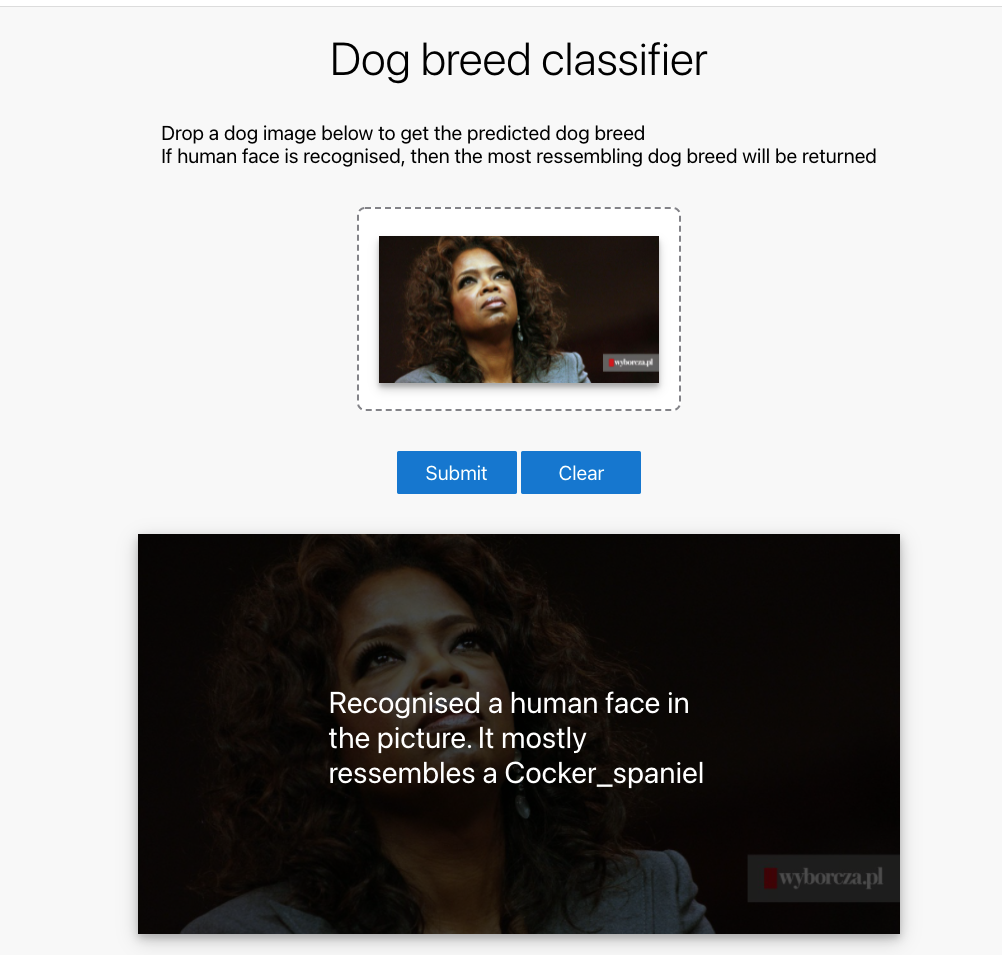 Dog breed classifier
Drop a dog image below to get the predicted dog breed
If human face is recognised, then the most ressembling dog breed will be returned
wyborcza.pl
Submit
Clear
Recognised a human face in
the picture. It mostly
ressembles a Cocker_spaniel
wyborcza.pl